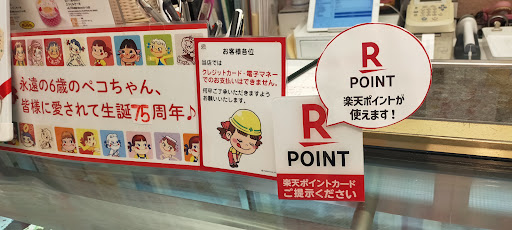 永遠の6歳のペコちゃん、
皆様に愛されて生誕75周年♪
お客様各位
当店では
クレジットカード・電子マネー
でのお支払いはできません。
何卒ご了承いただきますよう
お願いいたします。
R
POINT
楽天ポイントカード
ご提示ください
R
POINT
楽天ポイントが
使えます!